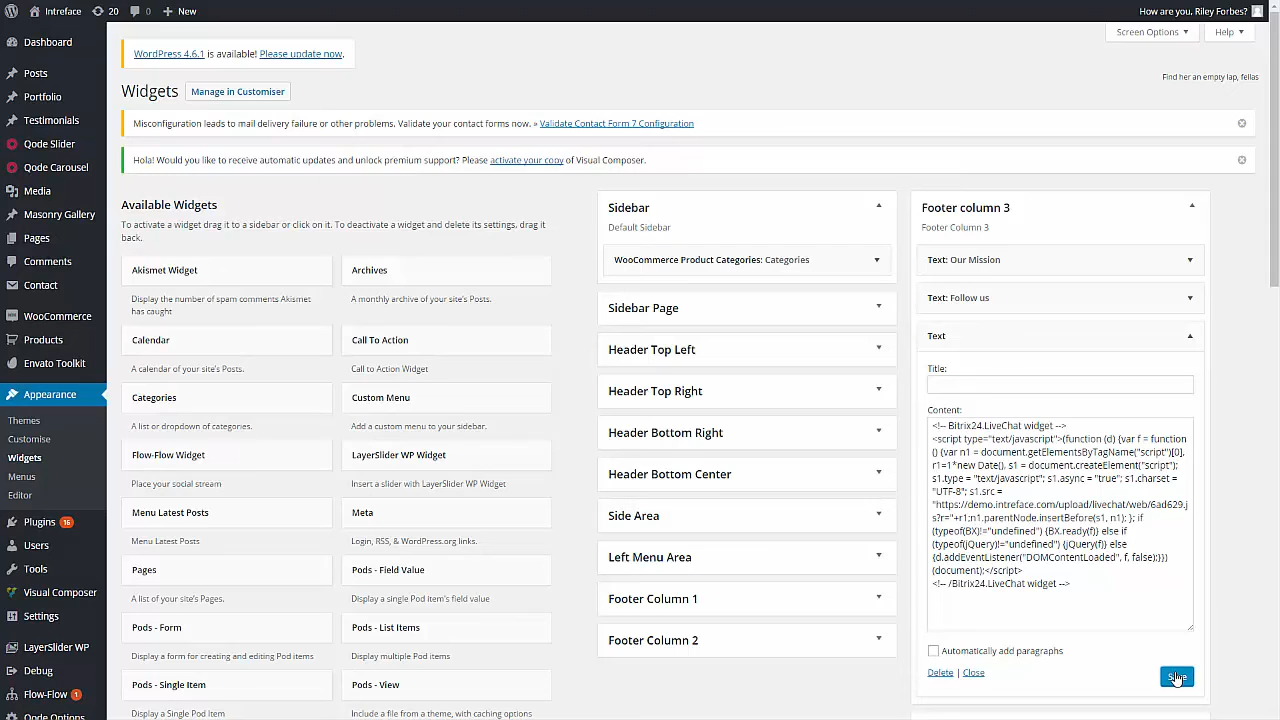 Intreface 20 0 New How are you, Riley Forbes?
Dashboard
Posts
Portfolio
Testimonials
Qode Slider
Qode Carousel
Media
Masonry Gallery
Pages
Comments
Contact
WooCommerce
Products
Envato Toolkit
Appearance
Themes
Customise
Widgets
Menus
Editor
Plugins 16
Users
Tools
Visual Composer
Settings
LayerSlider WP
Debug
Flow-Flow 1
Qode Options
Screen Options Help
WordPress 4.6.1 is available! Please update now.
Find her an empty lap, fellas
Widgets Manage in Customiser
Misconfiguration leads to mail delivery failure or other problems. Validate your contact forms now. » Validate Contact Form 7 Configuration
Hola! Would you like to receive automatic updates and unlock premium support? Please activate your copy of Visual Composer.
Available Widgets
To activate a widget drag it to a sidebar or click on it. To deactivate a widget and delete its settings, drag it
back.
Akismet Widget Archives
Display the number of spam comments Akismet
has caught
A monthly archive of your site's Posts.
Calendar Call To Action
A calendar of your site's Posts. Call to Action Widget
Categories Custom Menu
A list or dropdown of categories. Add a custom menu to your sidebar.
Flow-Flow Widget LayerSlider WP Widget
Place your social stream Insert a slider with LayerSlider WP Widget
Menu Latest Posts Meta
Menu Latest Posts Login, RSS, & WordPress.org links.
Pages Pods - Field Value
A list of your site's Pages. Display a single Pod item's field value
Pods - Form Pods - List Items
Display a form for creating and editing Pod items Display multiple Pod items
Pods - Single Item Pods - View
Display a Single Pod Item Include a file from a theme, with caching options
Sidebar
Default Sidebar
WooCommerce Product Categories: Categories
Sidebar Page
Header Top Left
Header Top Right
Header Bottom Right
Header Bottom Center
Side Area
Left Menu Area
Footer Column 1
Footer Column 2
Footer column 3
Footer Column 3
Text: Our Mission
Text: Follow us
Text
Title:
Content:
<!-- Bitrix24.LiveChat widget -->
<script type="text/javascript">(function (d) {var f = function
() {var n1 = document.getElementsByTagName("script")[0],
r1=1*new Date(), s1 = document.createElement("script");
s1.type = "text/javascript"; s1.async = "true"; s1.charset =
"UTF-8"; s1.src =
"https://demo.intreface.com/upload/livechat/web/6ad629.j
s?r="+r1;n1.parentNode.insertBefore(s1, n1); }; if
(typeof(BX)!="undefined") {BX.ready(f)} else if
(typeof(jQuery)!="undefined") {jQuery(f)} else
{d.addEventListener("DOMContentLoaded", f, false);}})
(document);</script>
<!-- /Bitrix24.LiveChat widget -->
Automatically add paragraphs
Delete | Close Save